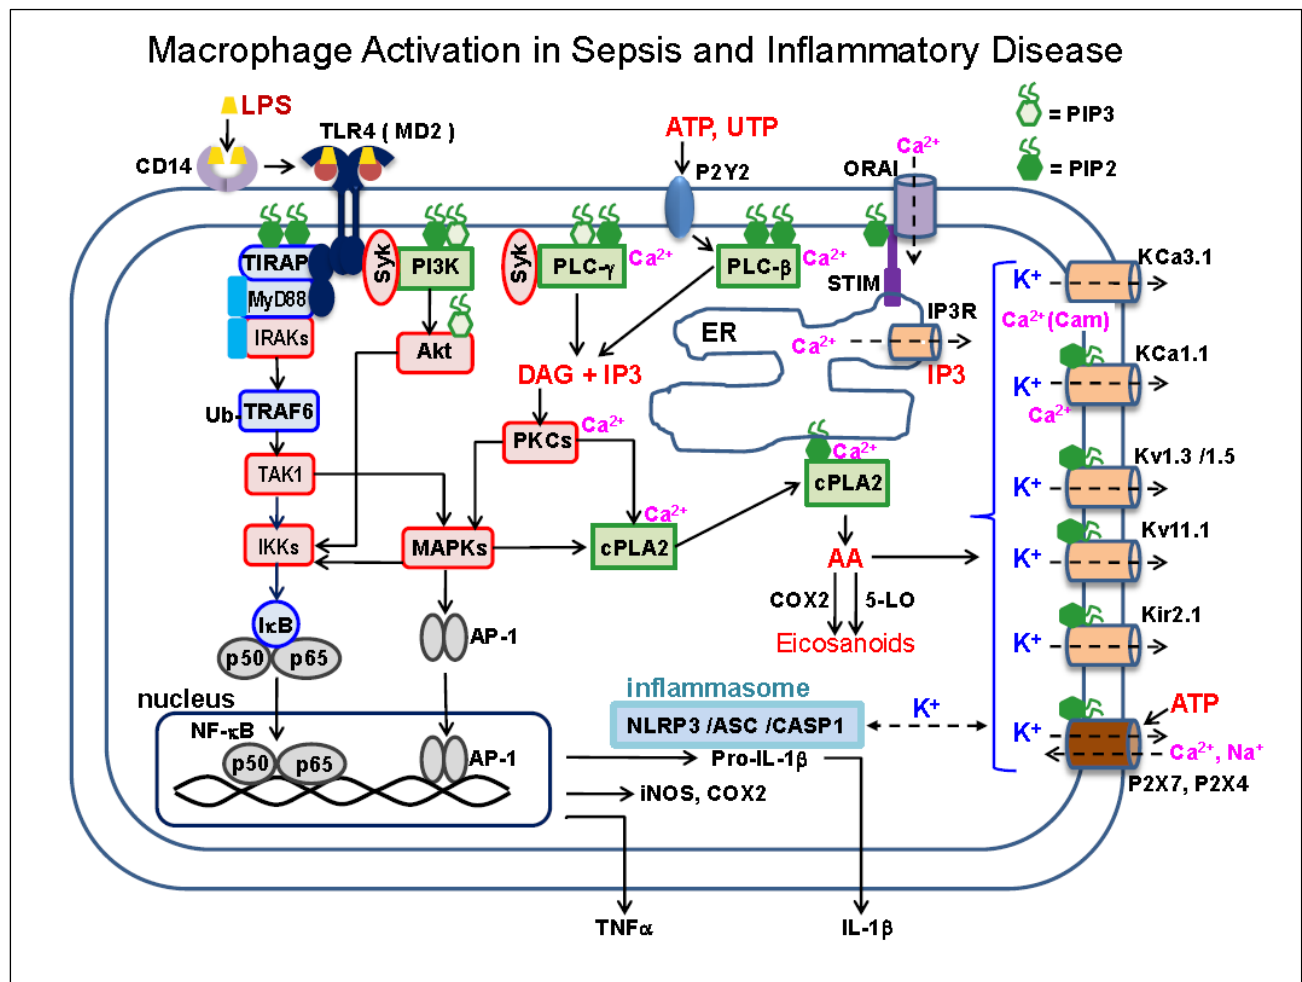 Macrophage Activation in Sepsis and Inflammatory Disease
LPS
TLR4 ( MD2 )
CD14
ATP, UTP
P2Y2
ORAI
Ca²⁺
= PIP3
= PIP2
TIRAP
MyD88
IRAKs
Syk
PI3K
Akt
Syk
PLC-γ
Ca²⁺
PLC-β
Ca²⁺
STIM
ER
Ca²⁺
IP3R
IP3
DAG + IP3
Ub-TRAF6
PKCs
Ca²⁺
TAK1
IKKs
MAPKs
Ca²⁺
cPLA2
Ca²⁺
cPLA2
AA
COX2
5-LO
Eicosanoids
IκB
p50
p65
AP-1
nucleus
NF-κB
p50
p65
AP-1
inflammasome
NLRP3 /ASC /CASP1
K⁺
Pro-IL-1β
iNOS, COX2
TNFα
IL-1β
K⁺
KCa3.1
Ca²⁺(Cam)
KCa1.1
K⁺
Ca²⁺
Kv1.3 /1.5
K⁺
Kv11.1
K⁺
Kir2.1
K⁺
ATP
K⁺
Ca²⁺, Na⁺
P2X7, P2X4